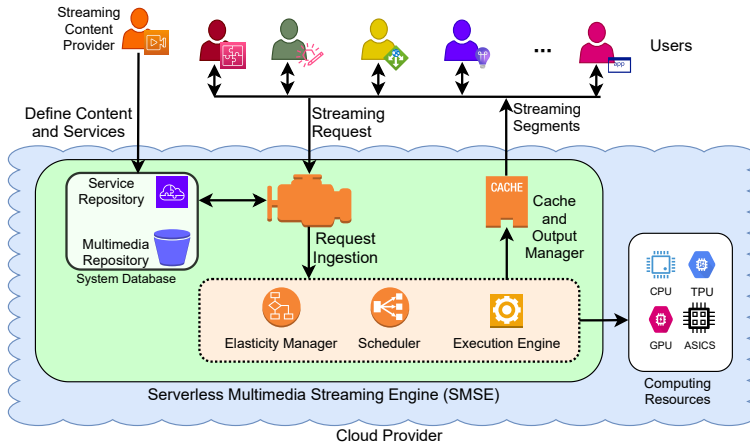 Streaming
Content
Provider
Users
...
app
Define Content
and Services
Streaming
Request
Streaming
Segments
Service
Repository
Multimedia
Repository
System Database
Request
Ingestion
CACHE
Cache
and
Output
Manager
Elasticity Manager
Scheduler
Execution Engine
CPU
TPU
GPU
ASICS
Computing
Resources
Serverless Multimedia Streaming Engine (SMSE)
Cloud Provider